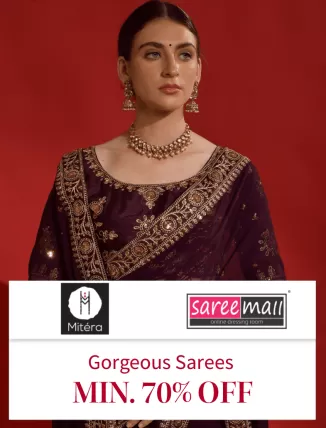 Mitéra
sareemall
online dressing room
Gorgeous Sarees
MIN. 70% OFF